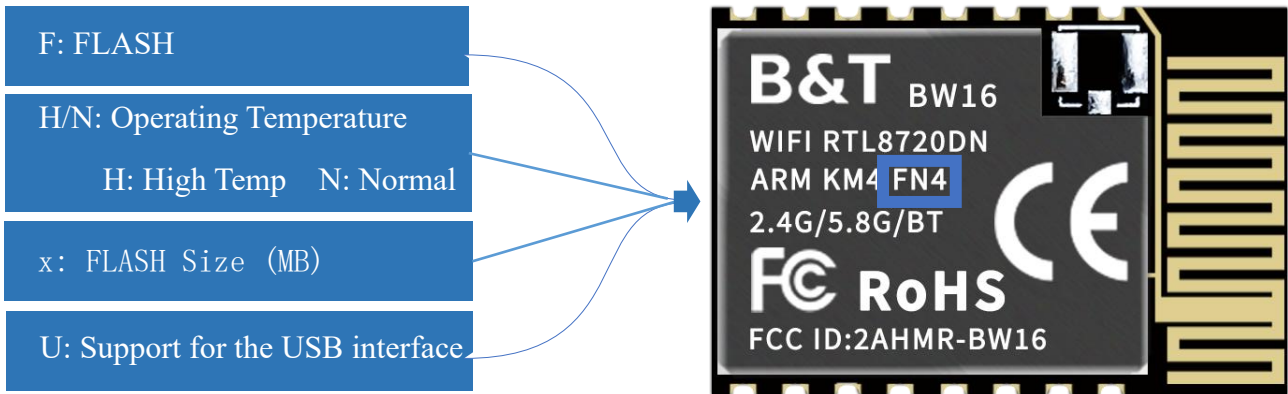 F: FLASH
H/N: Operating Temperature
H: High Temp N: Normal
x: FLASH Size (MB)
U: Support for the USB interface
B&T BW16
WIFI RTL8720DN
ARM KM4 FN4
2.4G/5.8G/BT
CE
FC RoHS
FCC ID:2AHMR-BW16